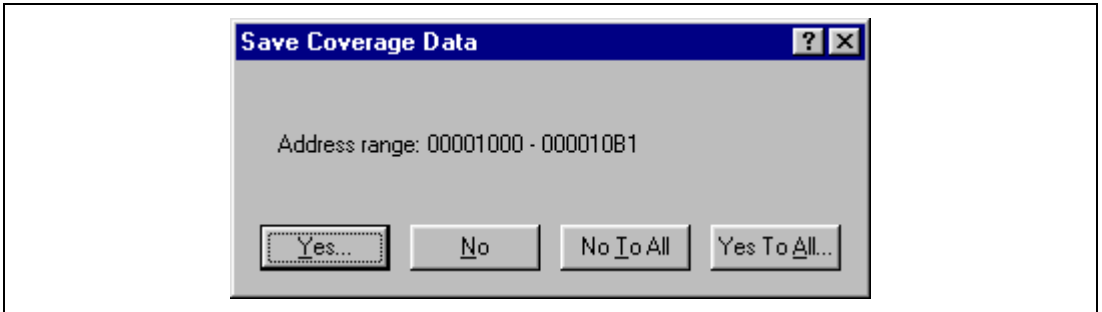 Save Coverage Data
Address range: 00001000 - 000010B1
Yes... No No To All Yes To All...